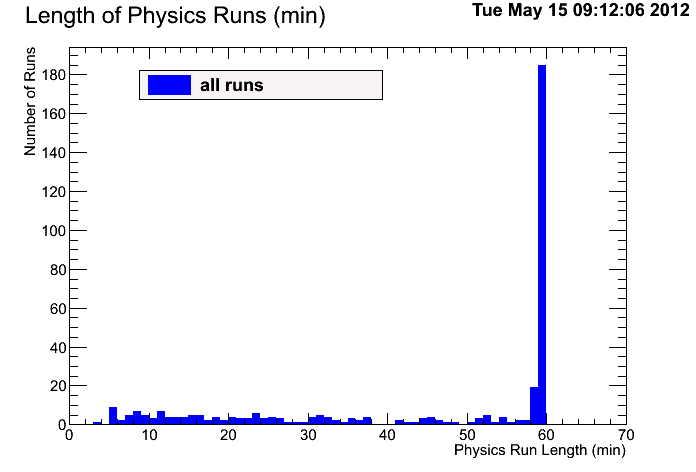 Length of Physics Runs (min)
Tue May 15 09:12:06 2012
Number of Runs
all runs
180
160
140
120
100
80
60
40
20
0
0 10 20 30 40 50 60 70
Physics Run Length (min)